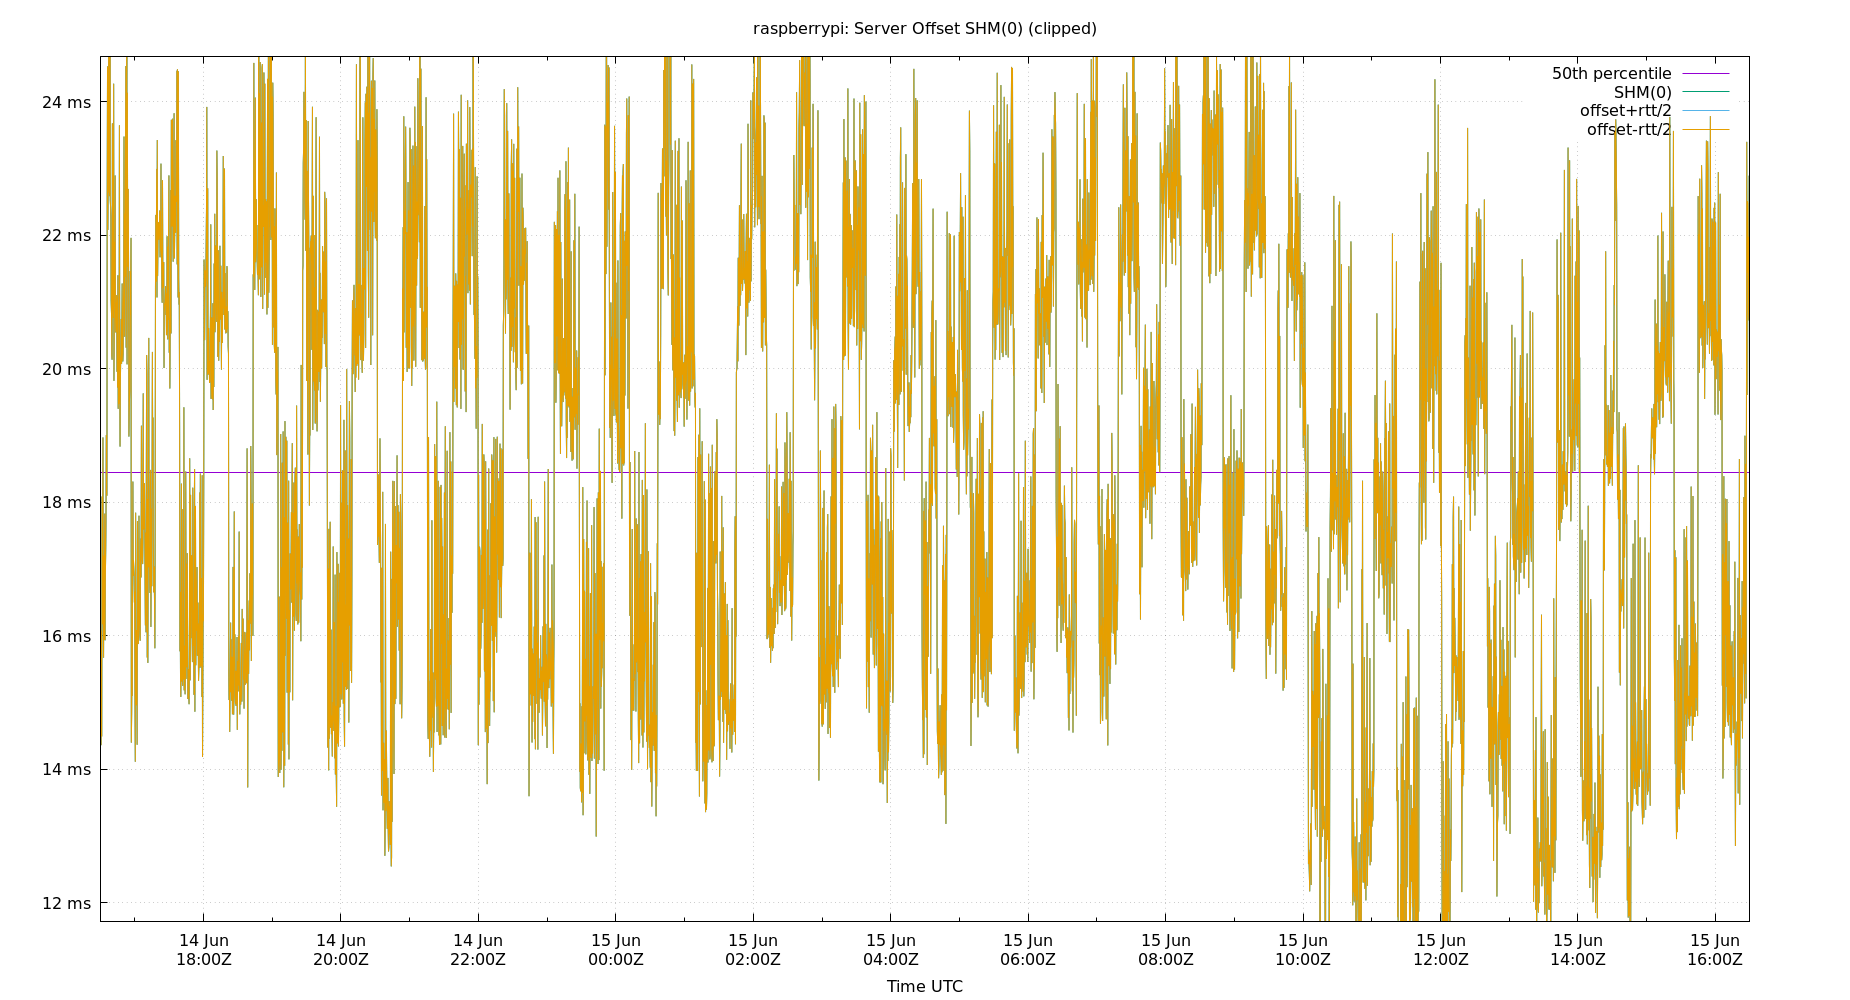 raspberrypi: Server Offset SHM(0) (clipped)
50th percentile
SHM(0)
offset+rtt/2
offset-rtt/2
24 ms
22 ms
20 ms
18 ms
16 ms
14 ms
12 ms
14 Jun 14 Jun 14 Jun 15 Jun 15 Jun 15 Jun 15 Jun 15 Jun 15 Jun 15 Jun 15 Jun 15 Jun
18:00Z 20:00Z 22:00Z 00:00Z 02:00Z 04:00Z 06:00Z 08:00Z 10:00Z 12:00Z 14:00Z 16:00Z
Time UTC